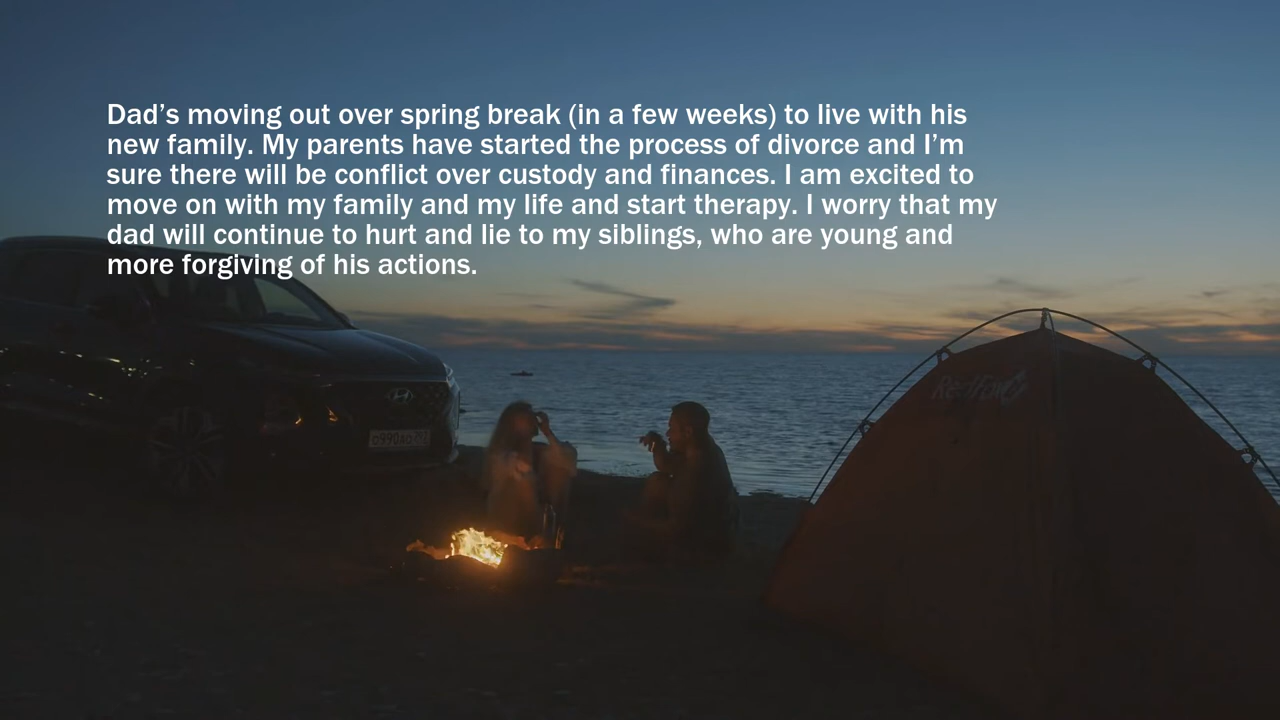 Dad’s moving out over spring break (in a few weeks) to live with his
new family. My parents have started the process of divorce and I’m
sure there will be conflict over custody and finances. I am excited to
move on with my family and my life and start therapy. I worry that my
dad will continue to hurt and lie to my siblings, who are young and
more forgiving of his actions.
RedFox